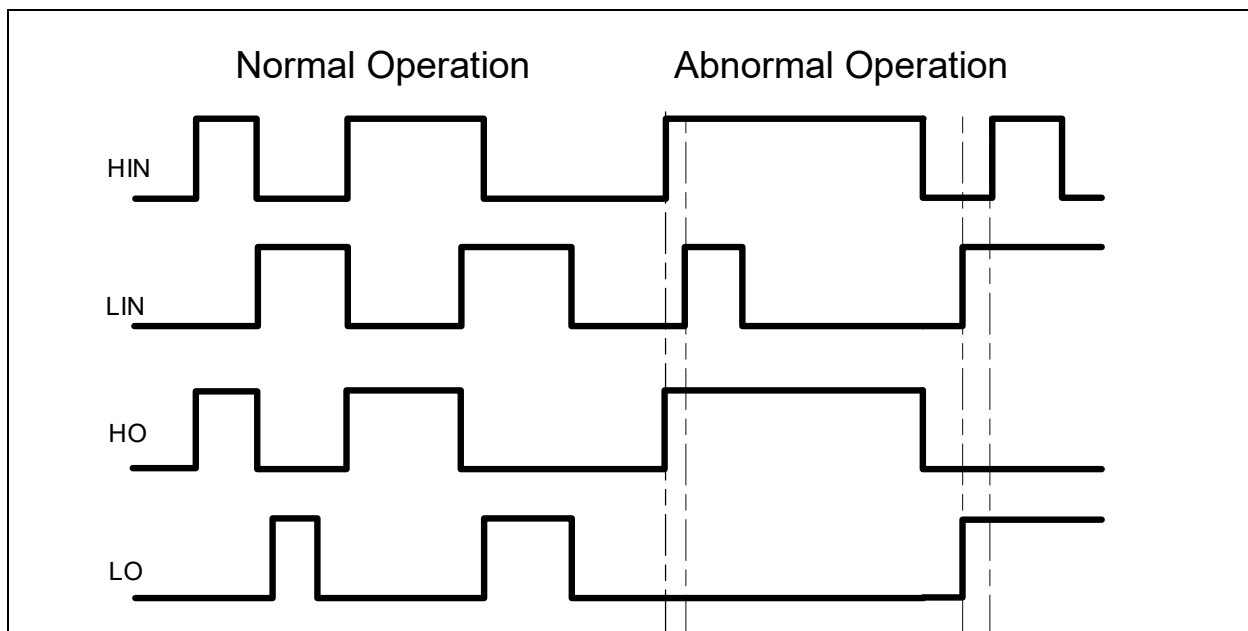 Normal Operation
Abnormal Operation
HIN
LIN
HO
LO